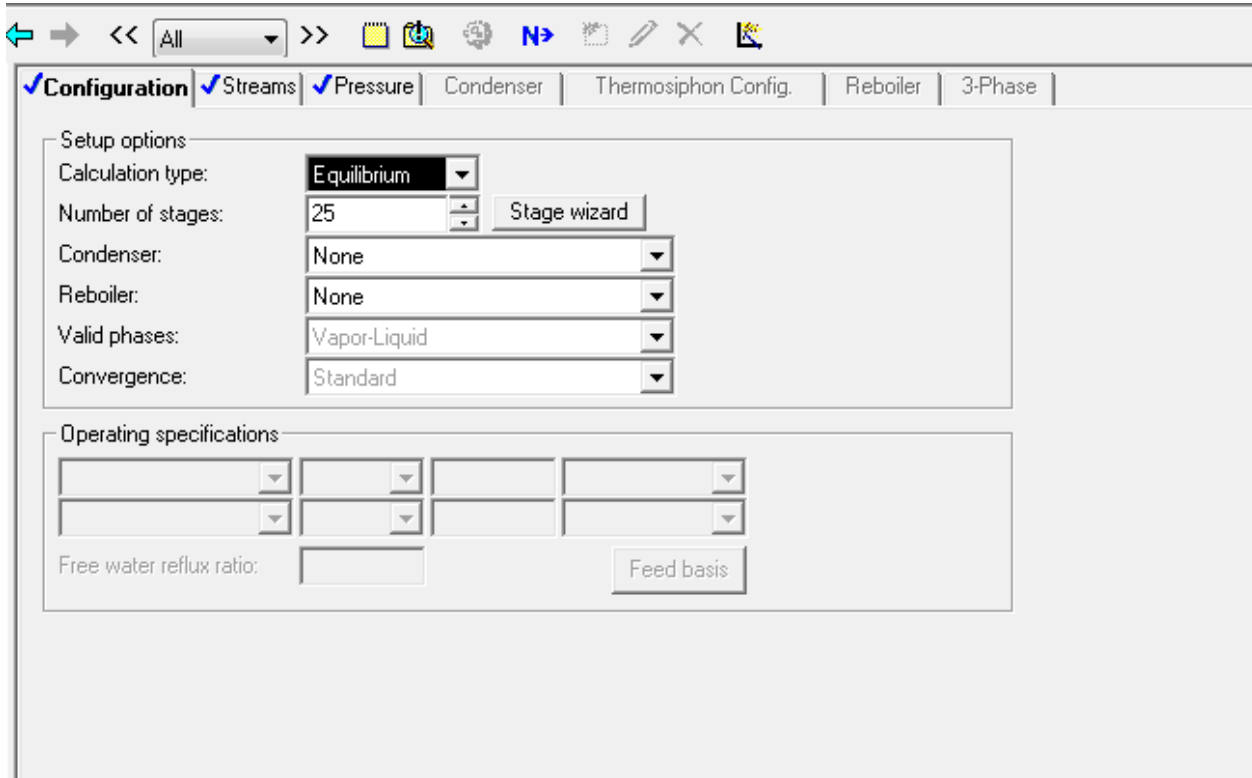 << All >> N→
Configuration Streams Pressure Condenser Thermosiphon Config. Reboiler 3-Phase
Setup options
Calculation type: Equilibrium
Number of stages: 25 Stage wizard
Condenser: None
Reboiler: None
Valid phases: Vapor-Liquid
Convergence: Standard
Operating specifications
Free water reflux ratio: Feed basis